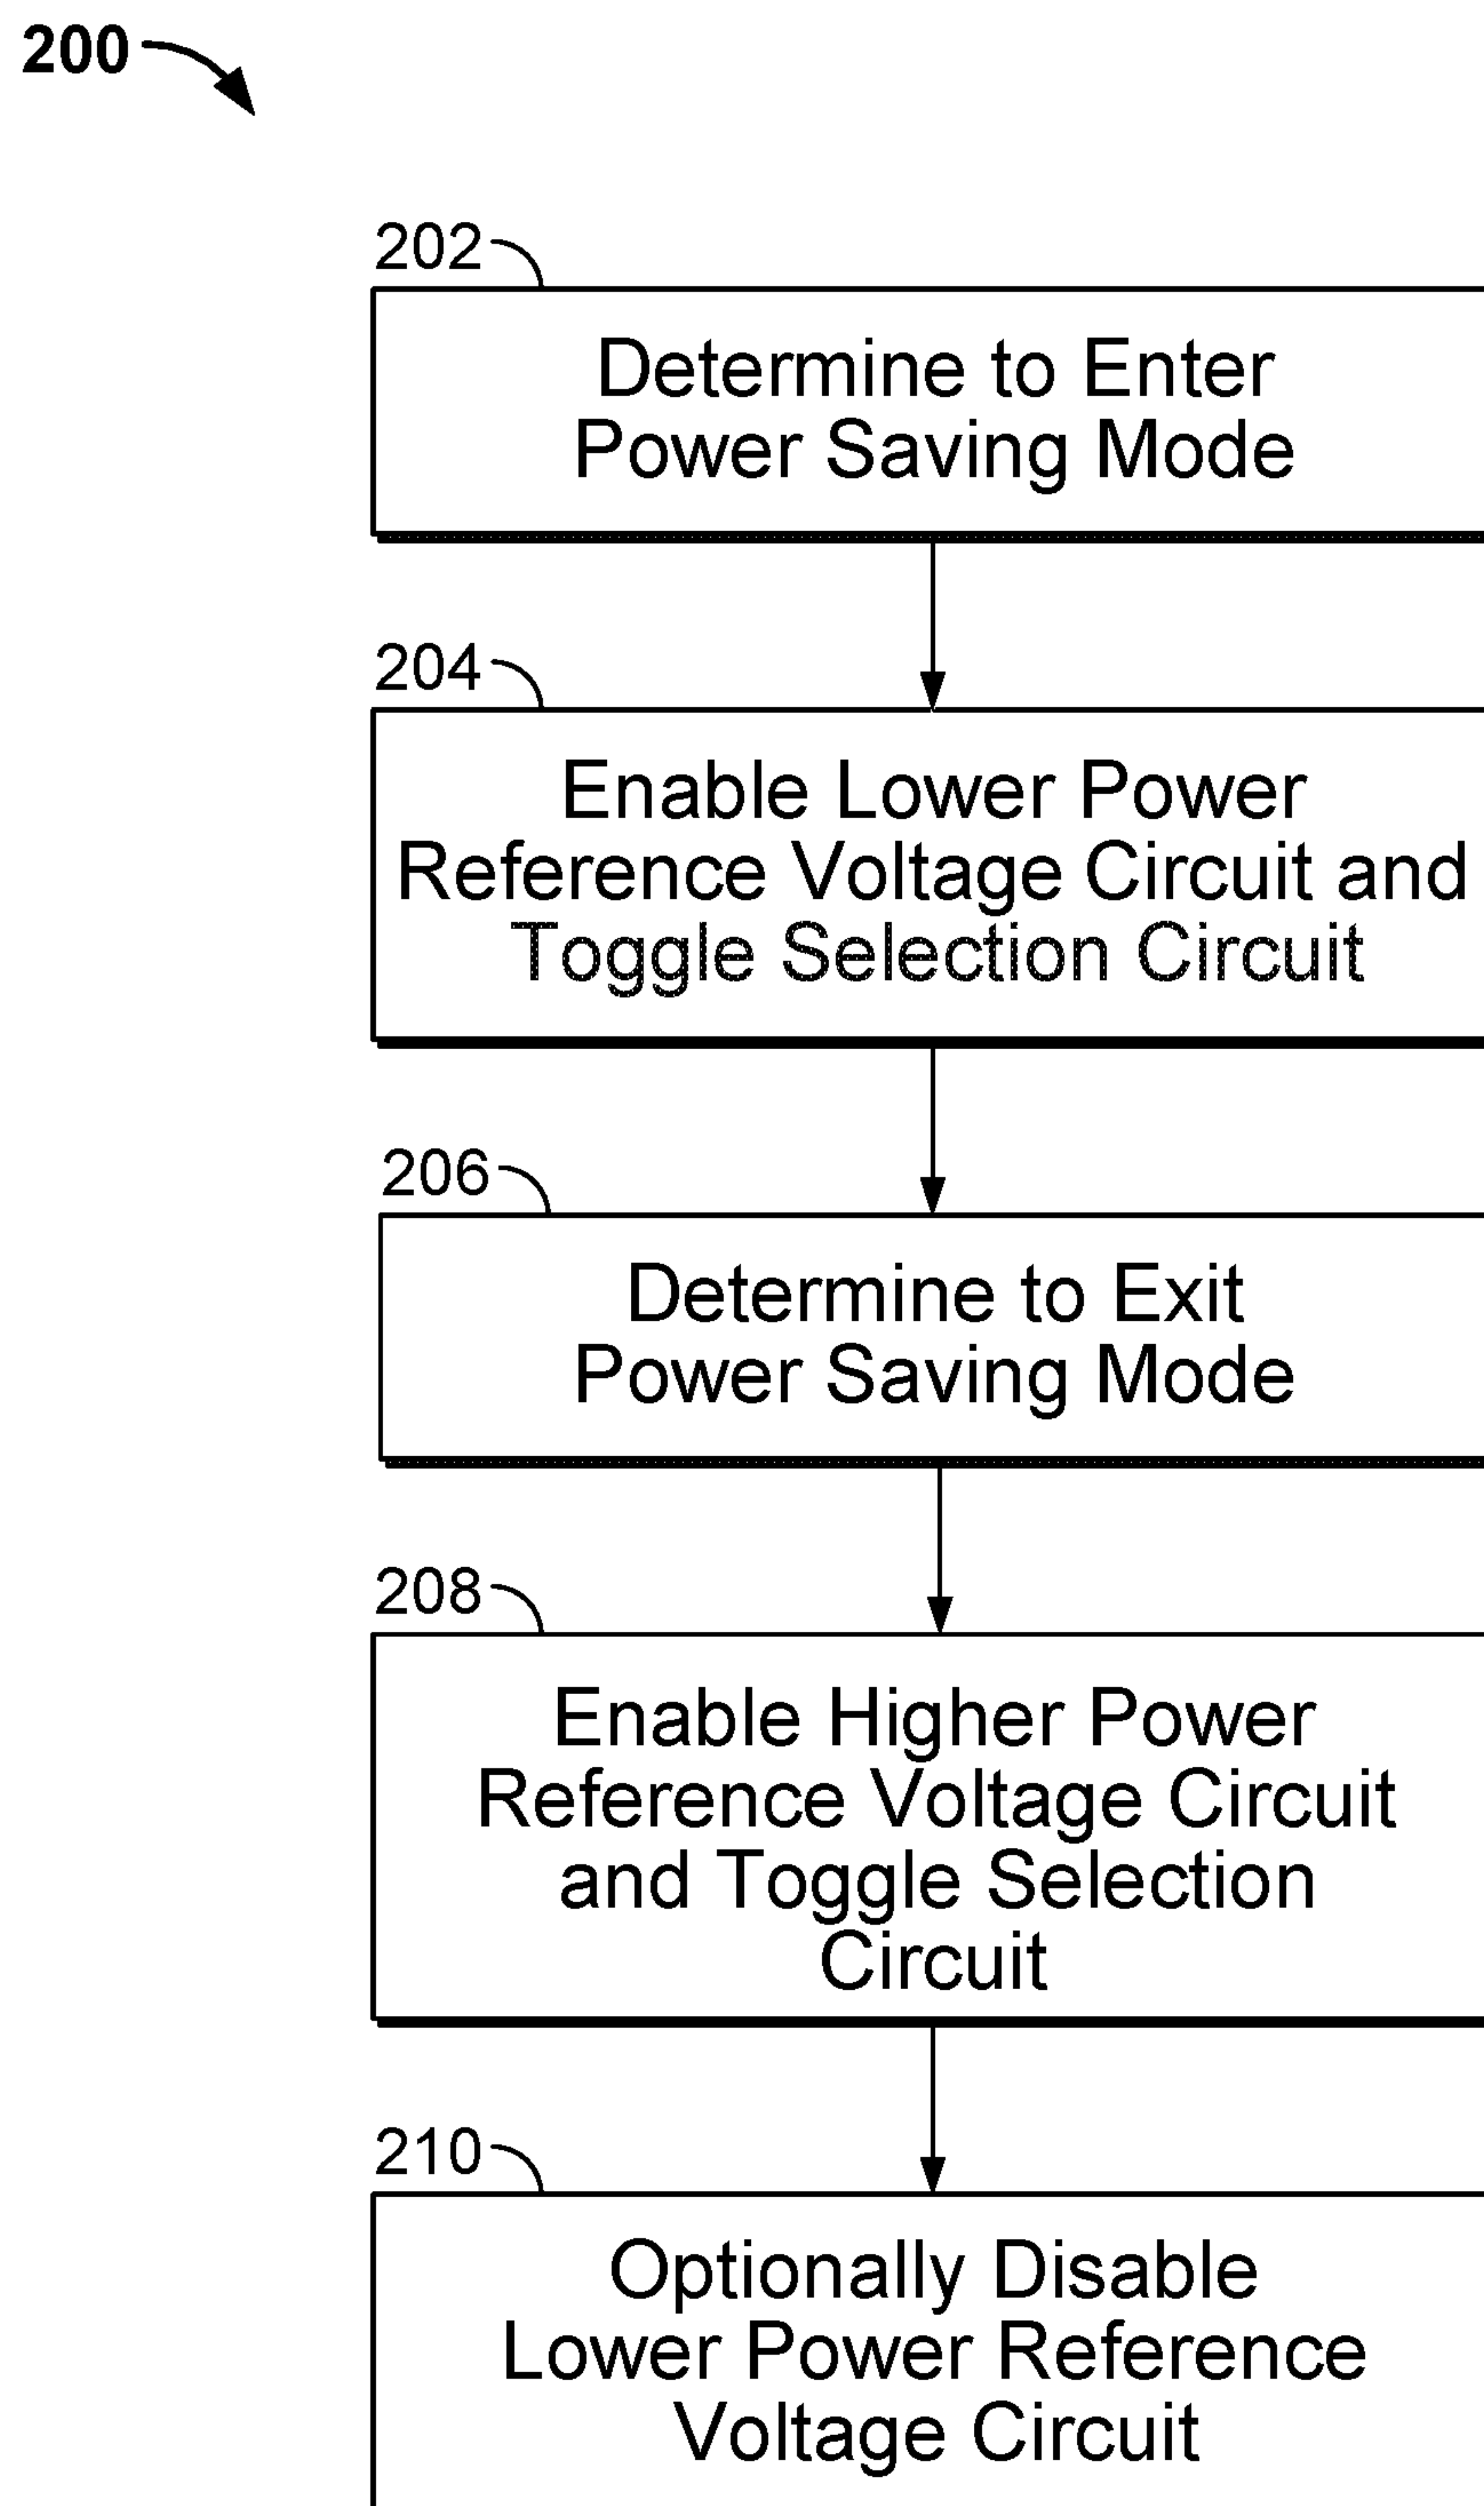 200
202
Determine to Enter
Power Saving Mode
204
Enable Lower Power
Reference Voltage Circuit and
Toggle Selection Circuit
206
Determine to Exit
Power Saving Mode
208
Enable Higher Power
Reference Voltage Circuit
and Toggle Selection
Circuit
210
Optionally Disable
Lower Power Reference
Voltage Circuit